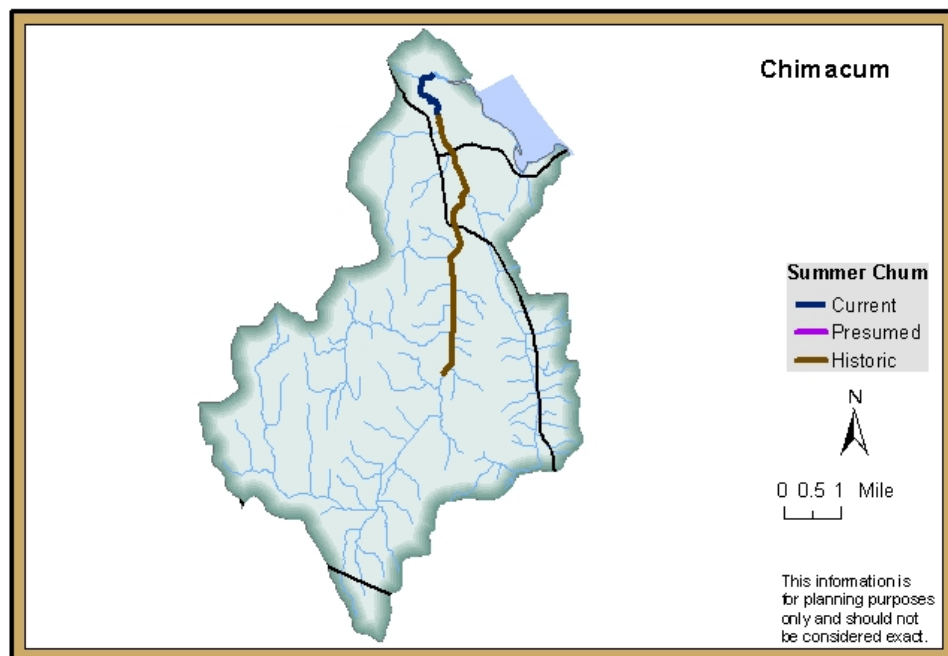 Chimacum
Summer Chum
Current
Presumed
Historic
N
0 0.5 1 Mile
This information is
for planning purposes
only and should not
be considered exact.